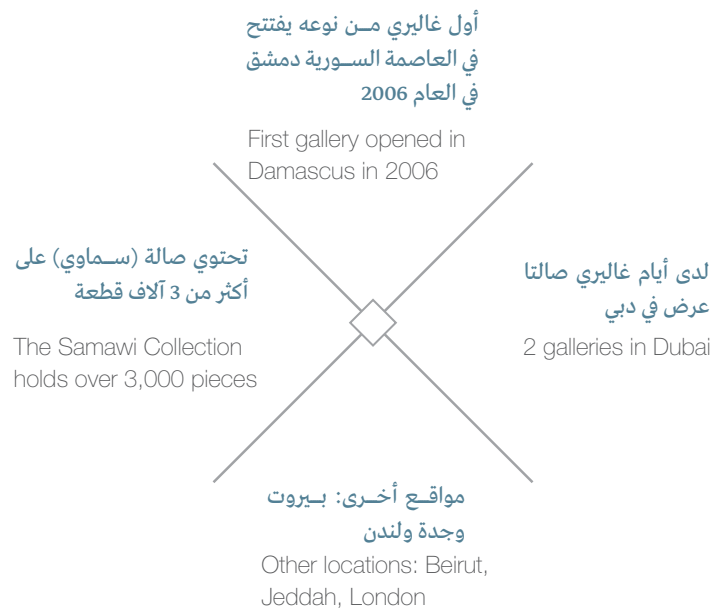 أول غاليري مـن نوعه يفتتح
في العاصمة السـورية دمشق
في العام 2006
First gallery opened in
Damascus in 2006
تحتوي صالة (سـماوي) على
أكثر من 3 آلاف قطعة
The Samawi Collection
holds over 3,000 pieces
لدى أيام غاليري صالتا
عرض في دبي
2 galleries in Dubai
مواقـع أخـرى: بـيروت
وجدة ولندن
Other locations: Beirut,
Jeddah, London